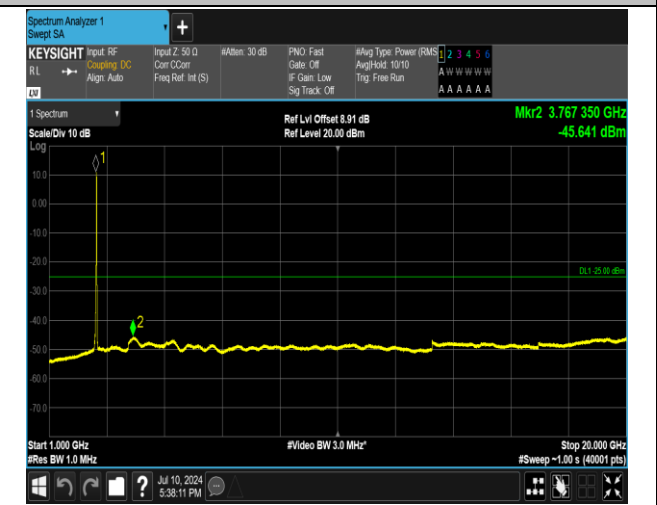 Spectrum Analyzer 1
Swept SA
+
KEYSIGHT Input: RF
R L
Coupling: DC
Align: Auto
LXI
Input Z: 50 Ω
Corr CCorr
Freq Ref: Int (S)
#Atten: 30 dB
PNO: Fast
Gate: Off
IF Gain: Low
Sig Track: Off
#Avg Type: Power (RMS
Avg|Hold: 10/10
Trig: Free Run
1 2 3 4 5 6
A W W W W W
A A A A A A
1 Spectrum
Scale/Div 10 dB
Ref Lvl Offset 8.91 dB
Ref Level 20.00 dBm
Mkr2 3.767 350 GHz
-45.641 dBm
Log
1
10.0
0.00
-10.0
-20.0
DL1 -25.00 dBm
-30.0
-40.0
2
-50.0
-60.0
-70.0
Start 1.000 GHz
#Res BW 1.0 MHz
#Video BW 3.0 MHz*
Stop 20.000 GHz
#Sweep ~1.00 s (40001 pts)
?
Jul 10, 2024
5:38:11 PM